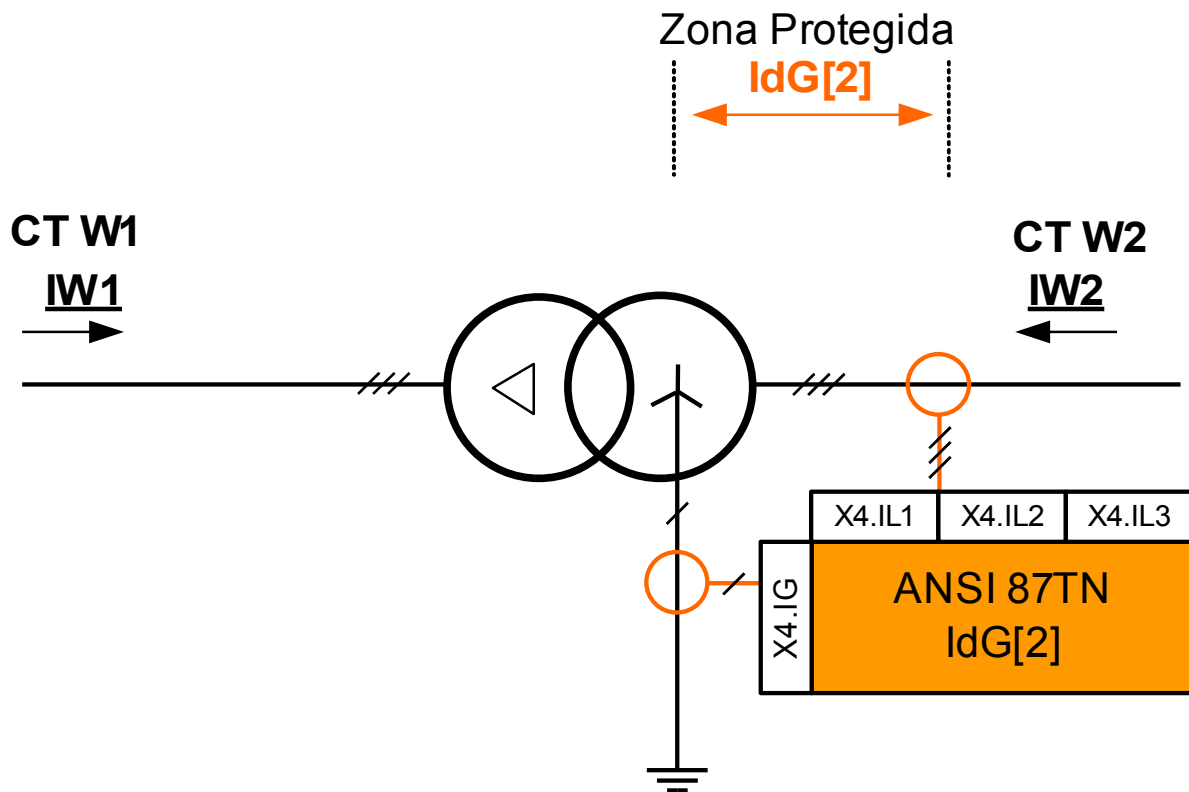 Zona Protegida
IdG[2]
CT W1
IW1
CT W2
IW2
X4.IL1
X4.IL2
X4.IL3
X4.IG
ANSI 87TN
IdG[2]